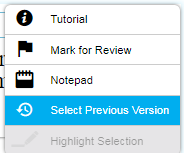 Tutorial
Mark for Review
Notepad
Select Previous Version
Highlight Selection